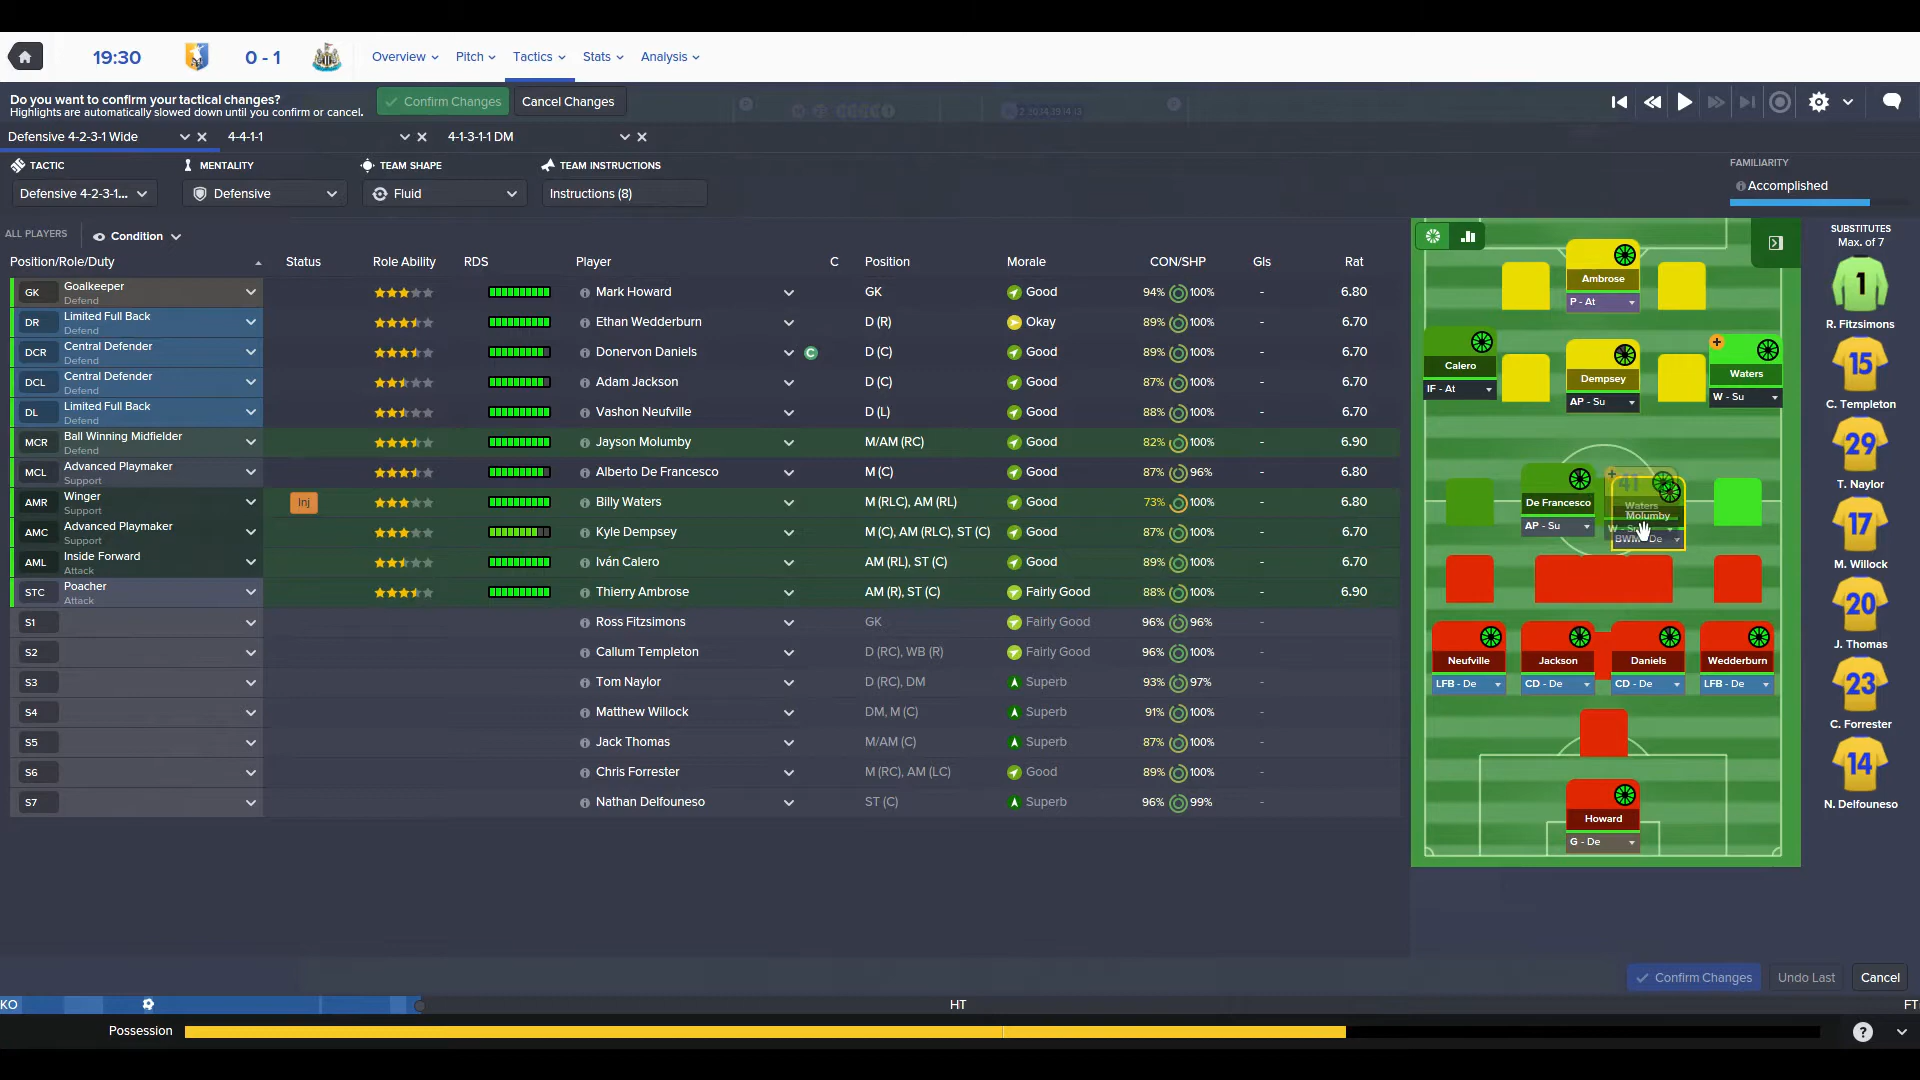 19:30 0 - 1 Overview Pitch Tactics Stats Analysis
Do you want to confirm your tactical changes?
Highlights are automatically slowed down until you confirm or cancel.
Confirm Changes Cancel Changes
Defensive 4-2-3-1 Wide 4-4-1-1 4-1-3-1-1 DM
TACTIC MENTALITY TEAM SHAPE TEAM INSTRUCTIONS
Defensive 4-2-3-1... Defensive Fluid Instructions (8)
FAMILIARITY
Accomplished
ALL PLAYERS Condition
Position/Role/Duty Status Role Ability RDS Player C Position Morale CON/SHP Gls Rat
GK Goalkeeper Defend Mark Howard GK Good 94% 100% - 6.80
DR Limited Full Back Defend Ethan Wedderburn D (R) Okay 89% 100% - 6.70
DCR Central Defender Defend Donervon Daniels C D (C) Good 89% 100% - 6.70
DCL Central Defender Defend Adam Jackson D (C) Good 87% 100% - 6.70
DL Limited Full Back Defend Vashon Neufville D (L) Good 88% 100% - 6.70
MCR Ball Winning Midfielder Defend Jayson Molumby M/AM (RC) Good 82% 100% - 6.90
MCL Advanced Playmaker Support Alberto De Francesco M (C) Good 87% 96% - 6.80
AMR Winger Support Inj Billy Waters M (RLC), AM (RL) Good 73% 100% - 6.80
AMC Advanced Playmaker Support Kyle Dempsey M (C), AM (RLC), ST (C) Good 87% 100% - 6.70
AML Inside Forward Attack Iván Calero AM (RL), ST (C) Good 89% 100% - 6.70
STC Poacher Attack Thierry Ambrose AM (R), ST (C) Fairly Good 88% 100% - 6.90
S1 Ross Fitzsimons GK Fairly Good 96% 96% -
S2 Callum Templeton D (RC), WB (R) Fairly Good 96% 100% -
S3 Tom Naylor D (RC), DM Superb 93% 97% -
S4 Matthew Willock DM, M (C) Superb 91% 100% -
S5 Jack Thomas M/AM (C) Superb 87% 100% -
S6 Chris Forrester M (RC), AM (LC) Good 89% 100% -
S7 Nathan Delfouneso ST (C) Superb 96% 99% -
Ambrose
P - At
Calero Dempsey Waters
IF - At AP - Su W - Su
41
De Francesco Waters
Molumby
AP - Su BWM - De
Neufville Jackson Daniels Wedderburn
LFB - De CD - De CD - De LFB - De
Howard
G - De
SUBSTITUTES
Max. of 7
1
R. Fitzsimons
15
C. Templeton
29
T. Naylor
17
M. Willock
20
J. Thomas
23
C. Forrester
14
N. Delfouneso
Confirm Changes Undo Last Cancel
KO HT FT
Possession
?